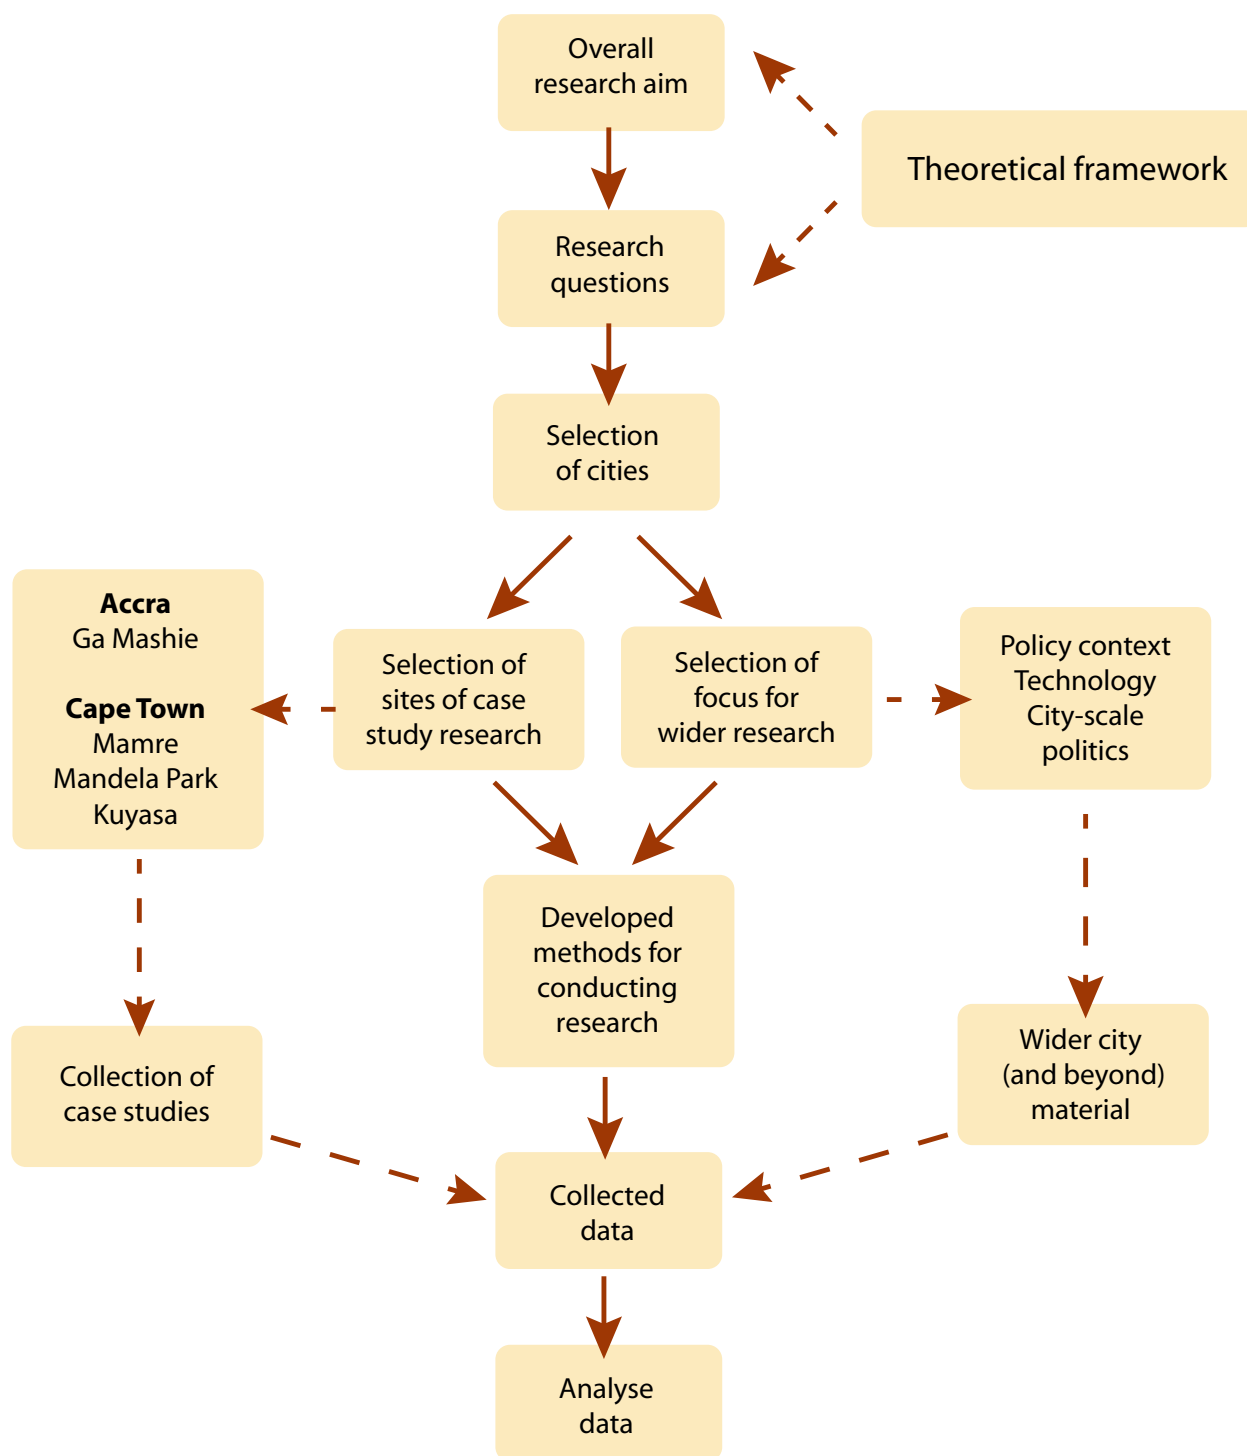 Overall
research aim
Theoretical framework
Research
questions
Selection
of cities
Accra
Ga Mashie
Cape Town
Mamre
Mandela Park
Kuyasa
Selection of
sites of case
study research
Selection of
focus for
wider research
Policy context
Technology
City-scale
politics
Developed
methods for
conducting
research
Collection of
case studies
Wider city
(and beyond)
material
Collected
data
Analyse
data